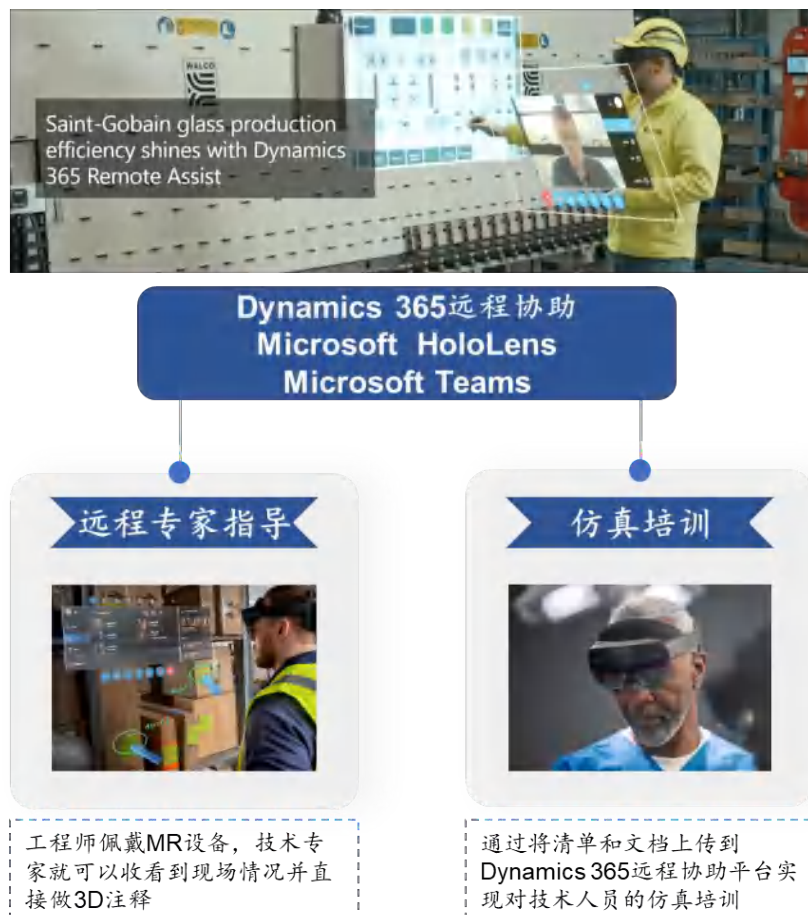 WALCO
Saint-Gobain glass production
efficiency shines with Dynamics
365 Remote Assist
Dynamics 365远程协助
Microsoft HoloLens
Microsoft Teams
远程专家指导
仿真培训
工程师佩戴MR设备，技术专
家就可以收看到现场情况并直
接做3D注释
通过将清单和文档上传到
Dynamics 365远程协助平台实
现对技术人员的仿真培训